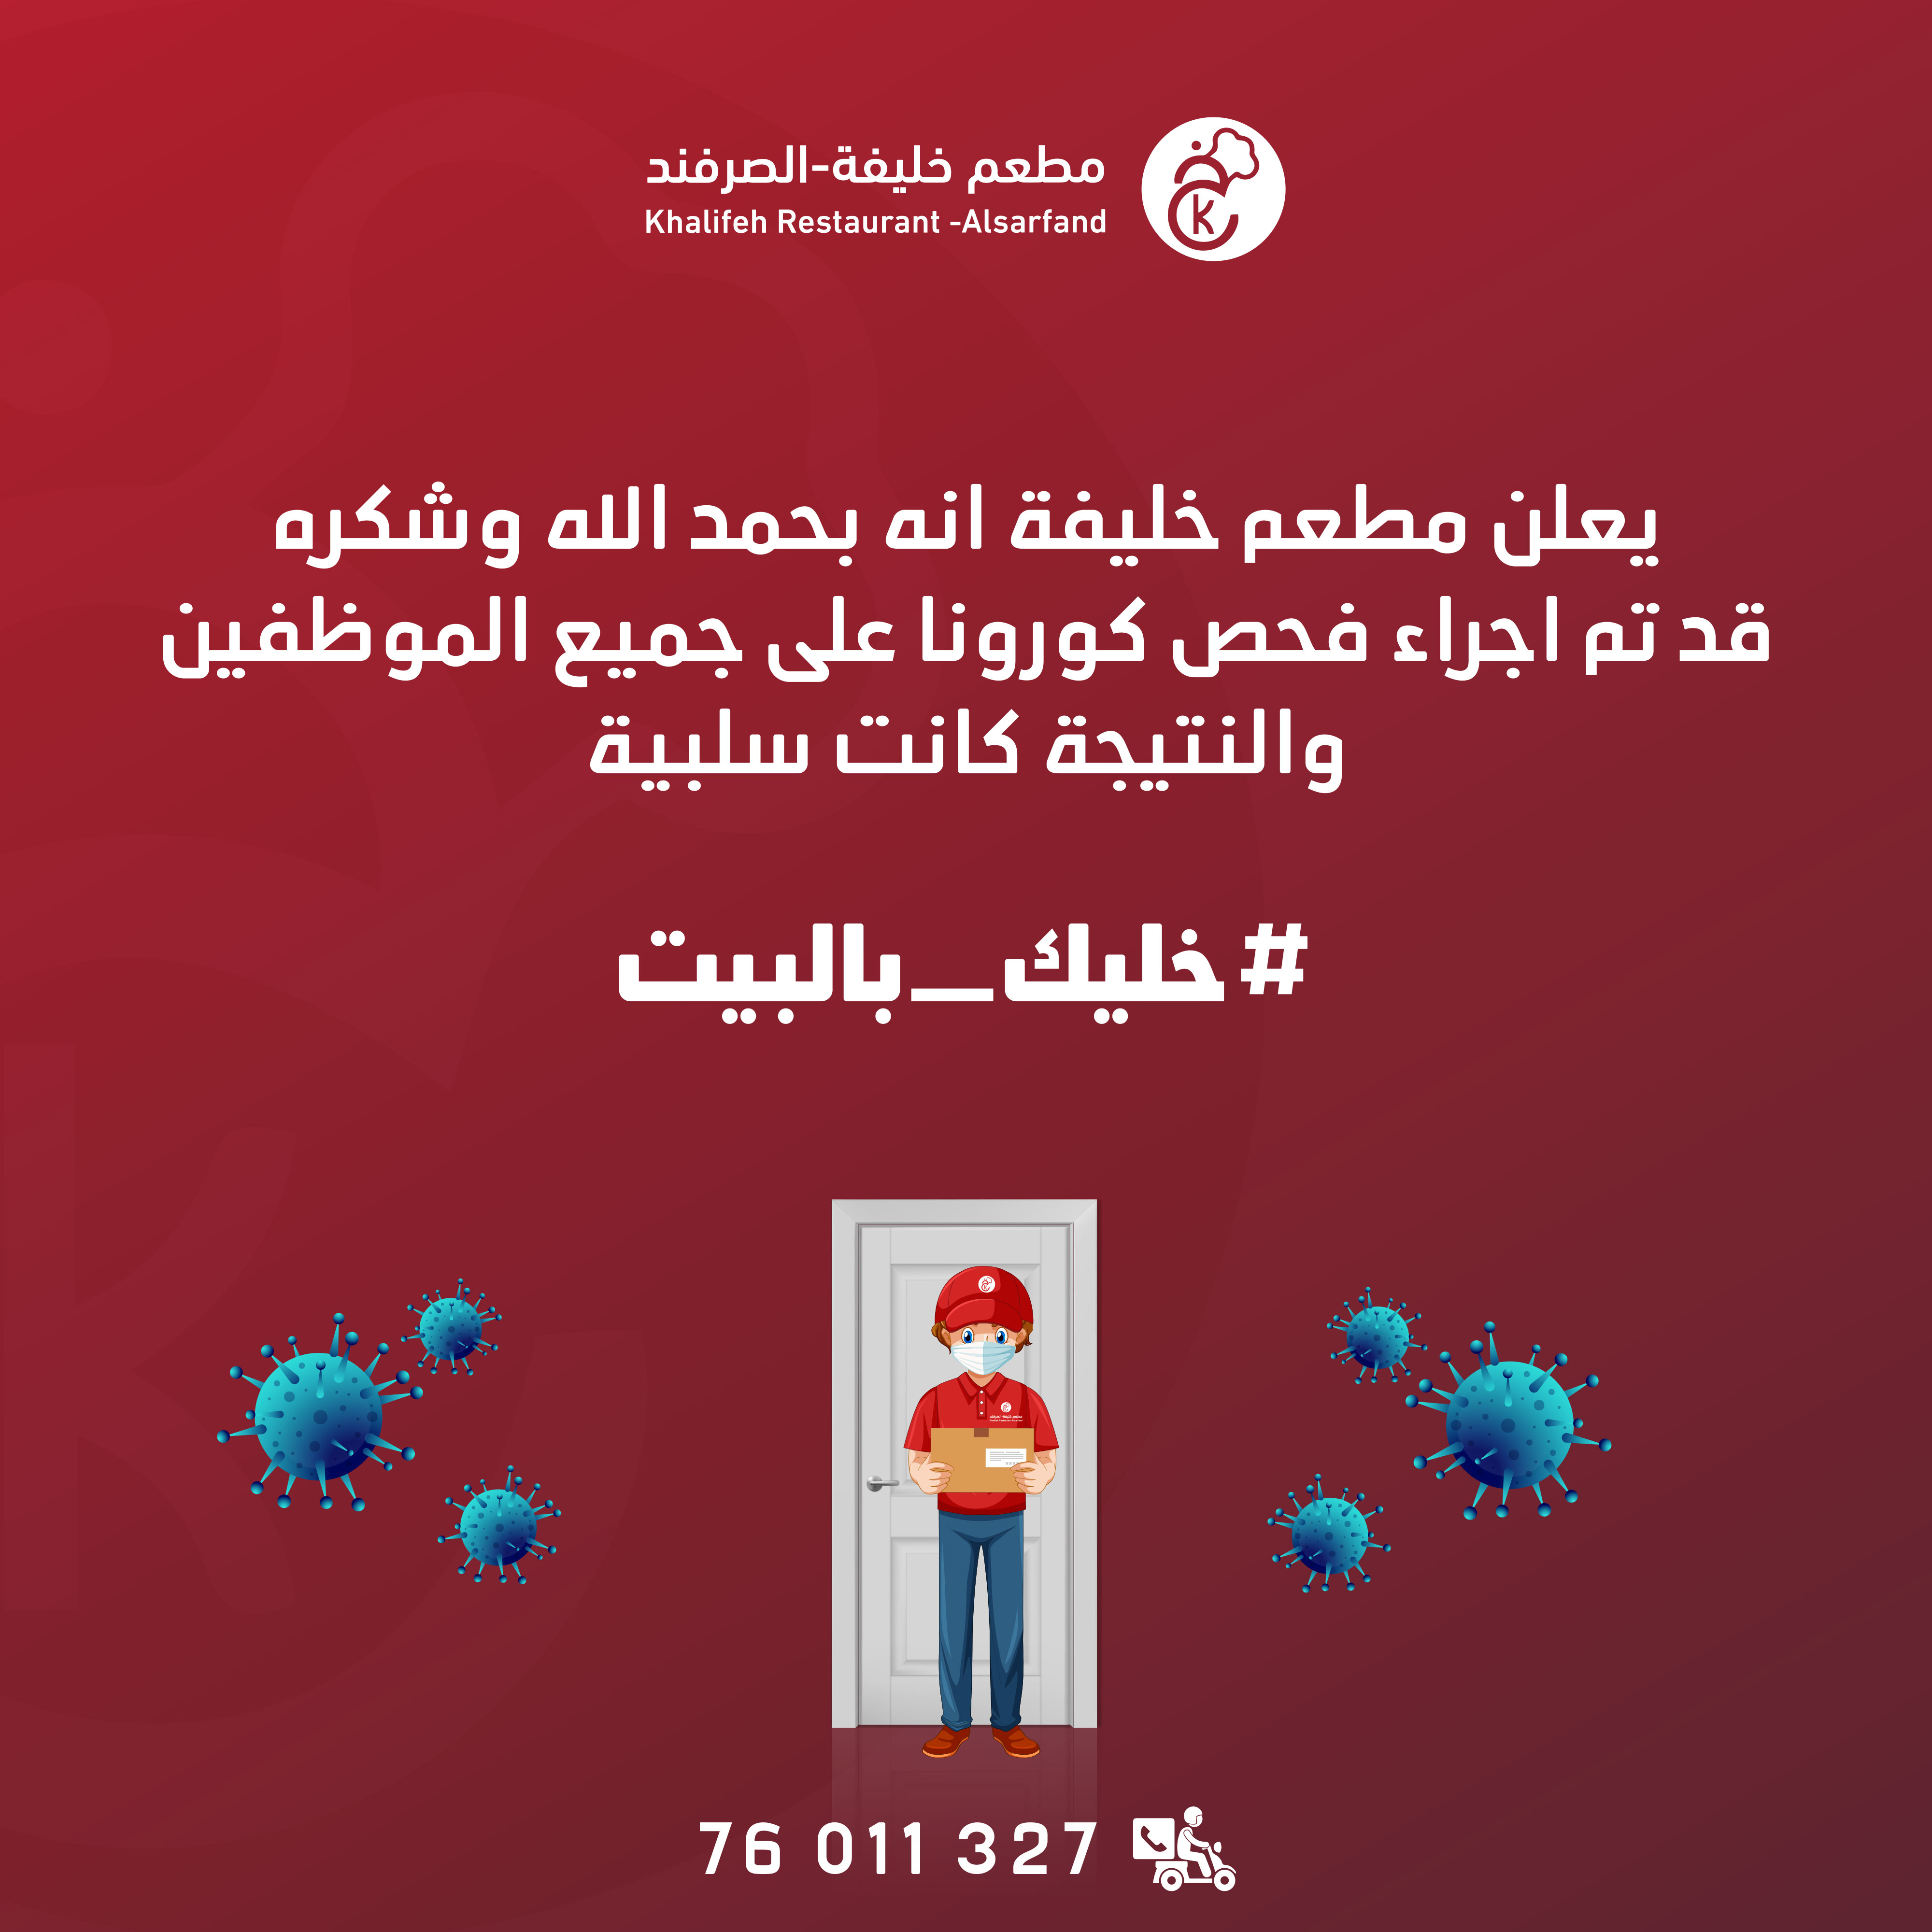 مطعم خليفة-الصرفند
Khalifeh Restaurant -Alsarfand
يعلن مطعم خليفة انه بحمد الله وشكره
قد تم اجراء فحص كورونا على جميع الموظفين
والنتيجة كانت سلبية
#خليك_بالبيت
76 011 327